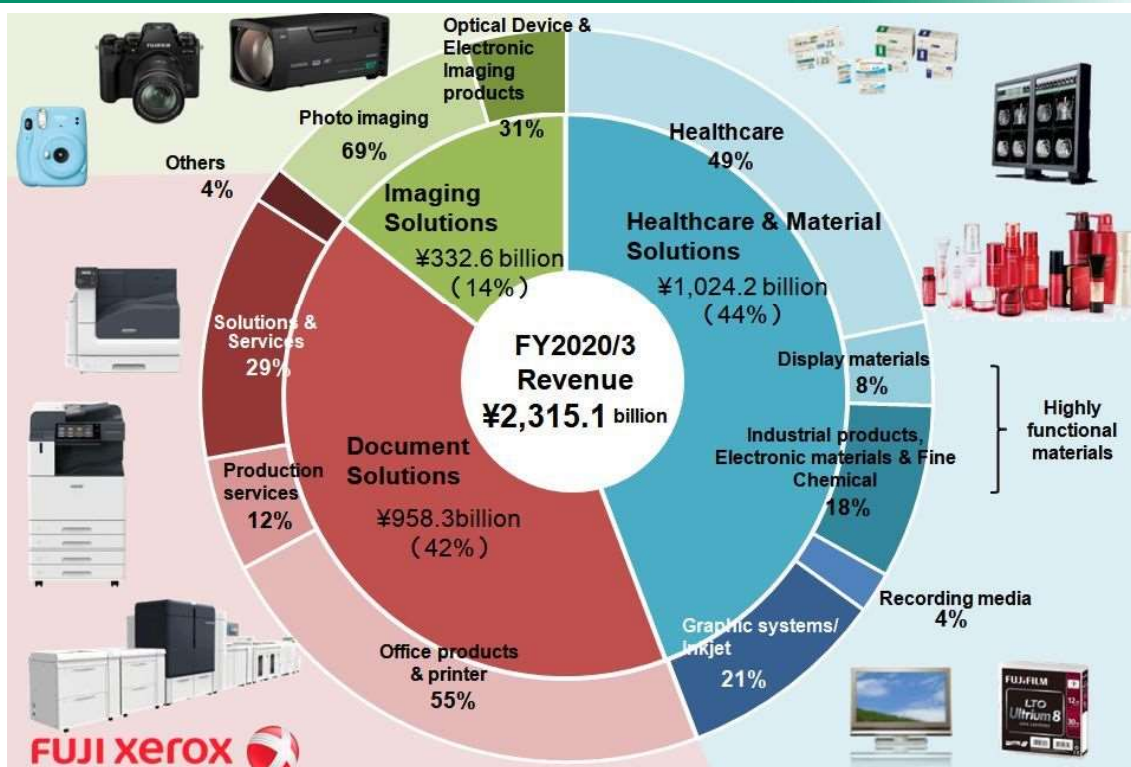 Optical Device &
Electronic
Imaging
products
31%
Photo imaging
69%
Others
4%
Imaging
Solutions
¥332.6 billion
(14%)
Healthcare
49%
Healthcare & Material
Solutions
¥1,024.2 billion
(44%)
FY2020/3
Revenue
¥2,315.1 billion
Solutions &
Services
29%
Display materials
8%
Highly
functional
materials
Industrial products,
Electronic materials & Fine
Chemical
18%
Document
Solutions
¥958.3billion
(42%)
Production
services
12%
Recording media
4%
Graphic systems/
Inkjet
21%
Office products
& printer
55%
FUJIFILM
LTO
Ultrium 8
FUJI xerox